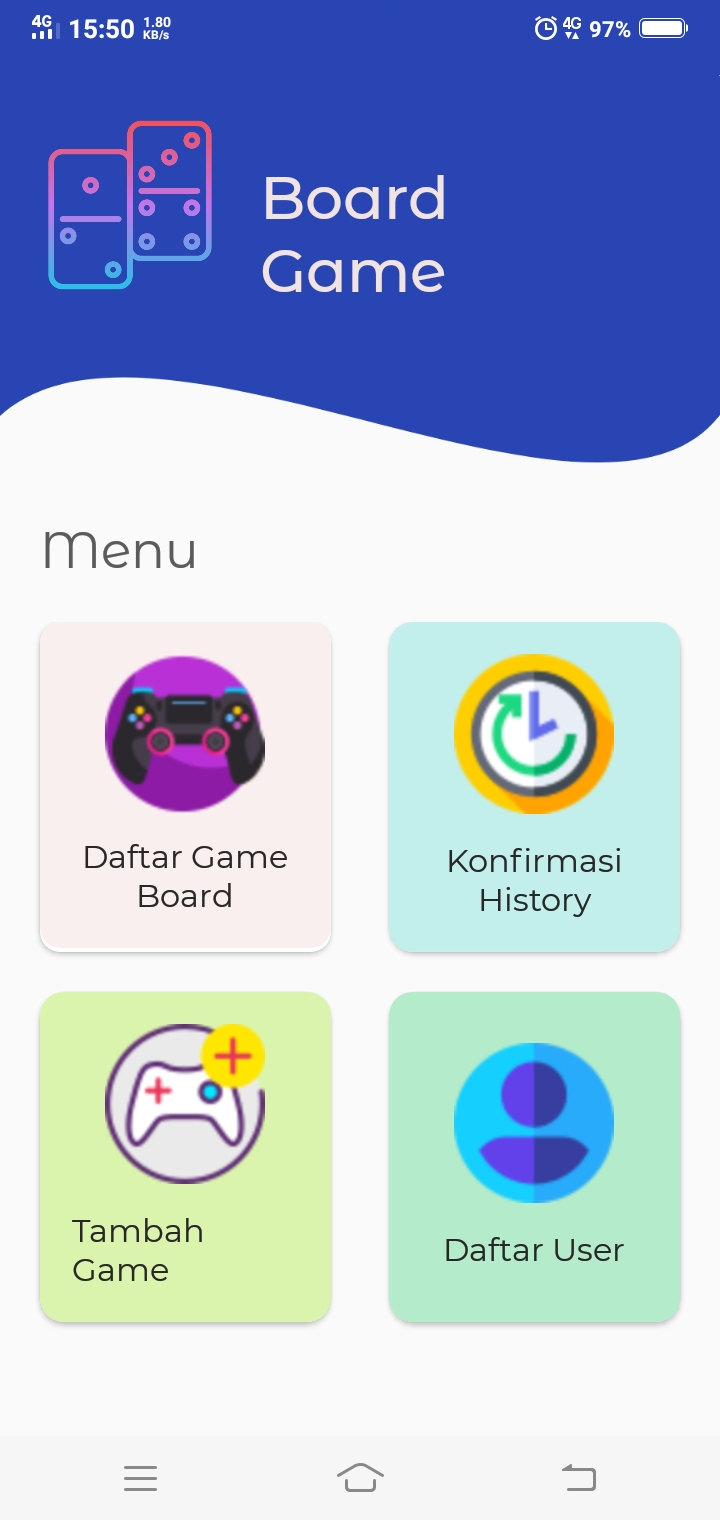 4G 15:50 1.80 KB/s 4G 97%
Board
Game
Menu
Daftar Game
Board
Konfirmasi
History
Tambah
Game
Daftar User